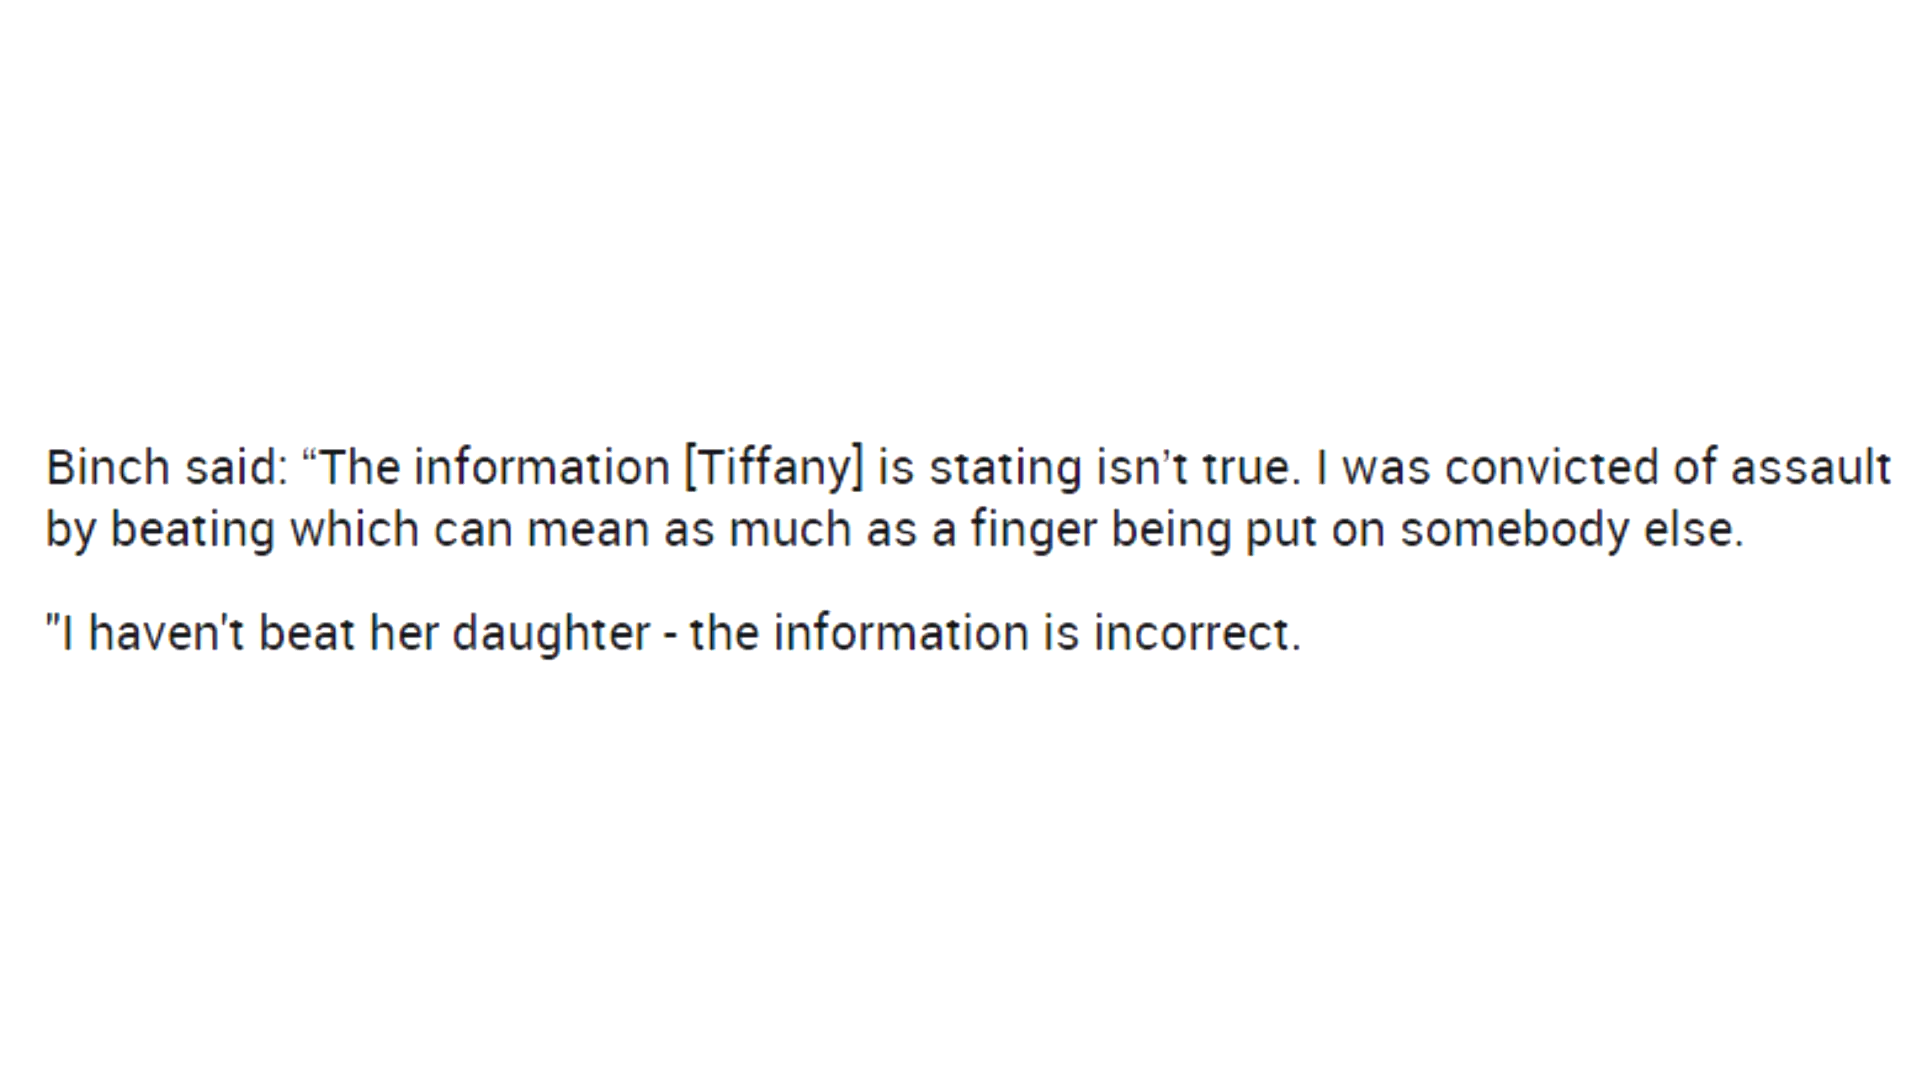 Binch said: “The information [Tiffany] is stating isn’t true. I was convicted of assault
by beating which can mean as much as a finger being put on somebody else.
"I haven't beat her daughter - the information is incorrect.